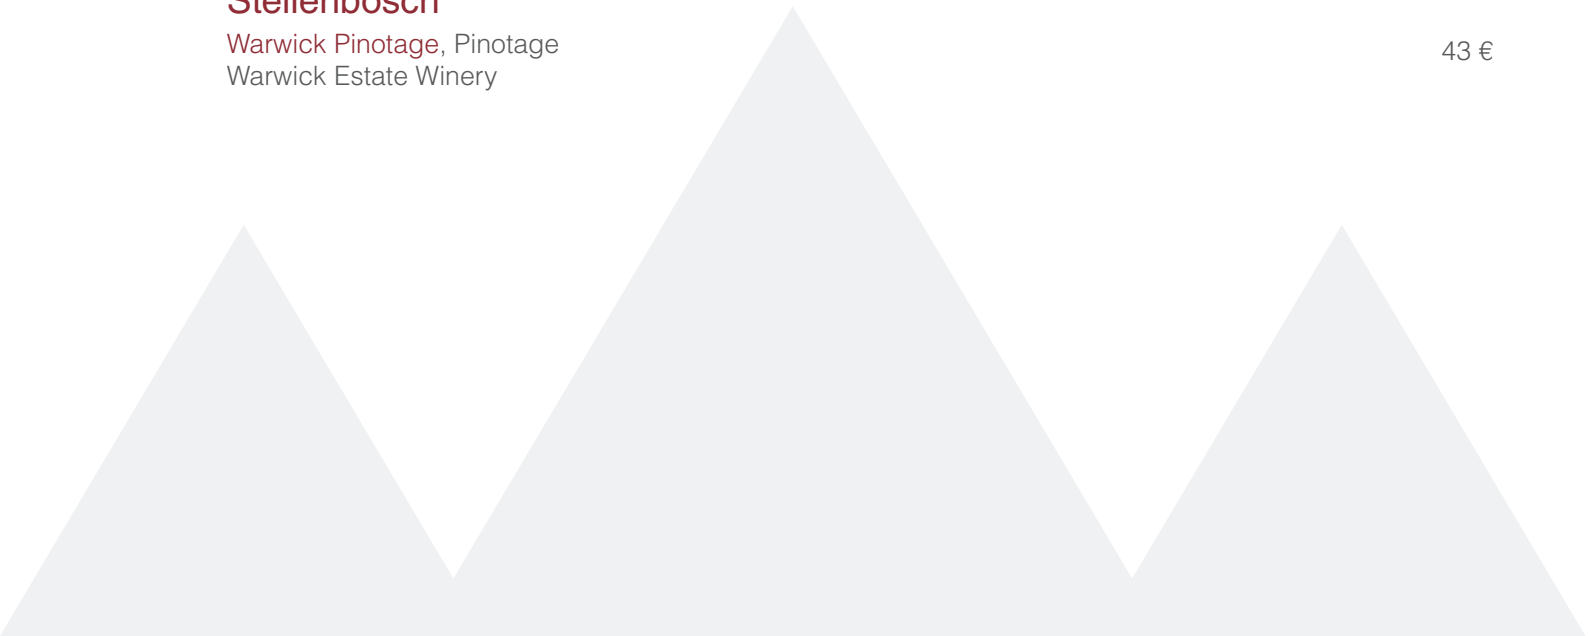 Stellenbosch
Warwick Pinotage, Pinotage
43 €
Warwick Estate Winery